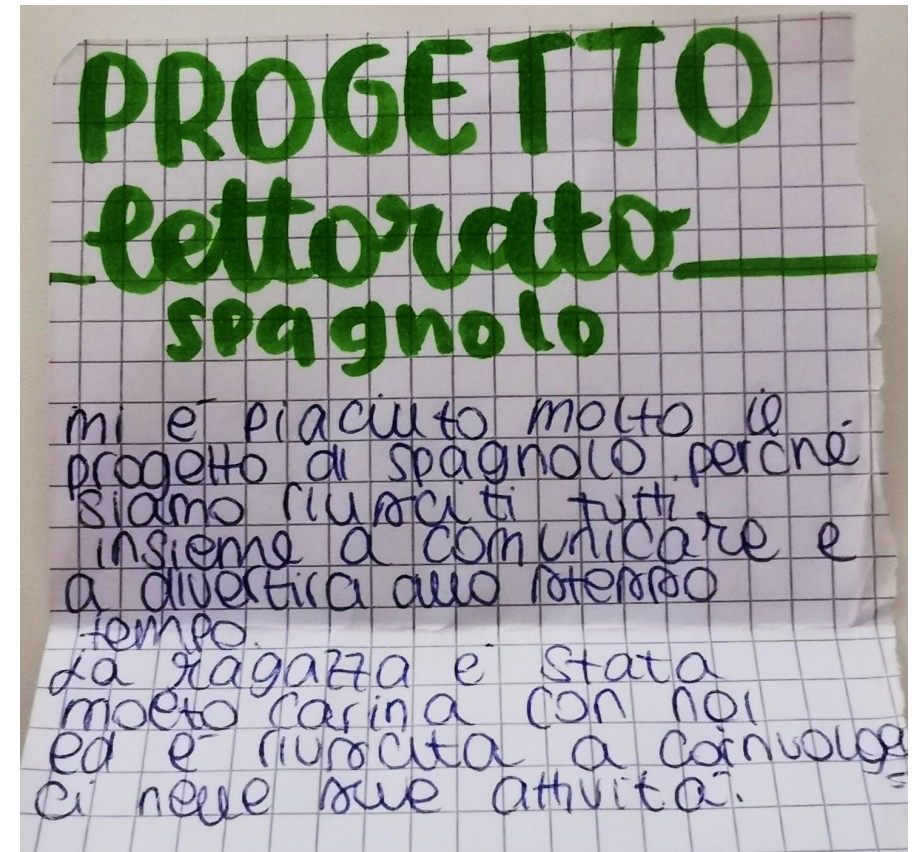 PROGETTO
lettorato
spagnolo
mi è piaciuto molto il
progetto di spagnolo perché
siamo riusciti tutti
insieme a comunicare e
a divertirci allo stesso
tempo.
La ragazza è stata
molto carina con noi
ed è riuscita a coinvolge
ci nelle sue attività.